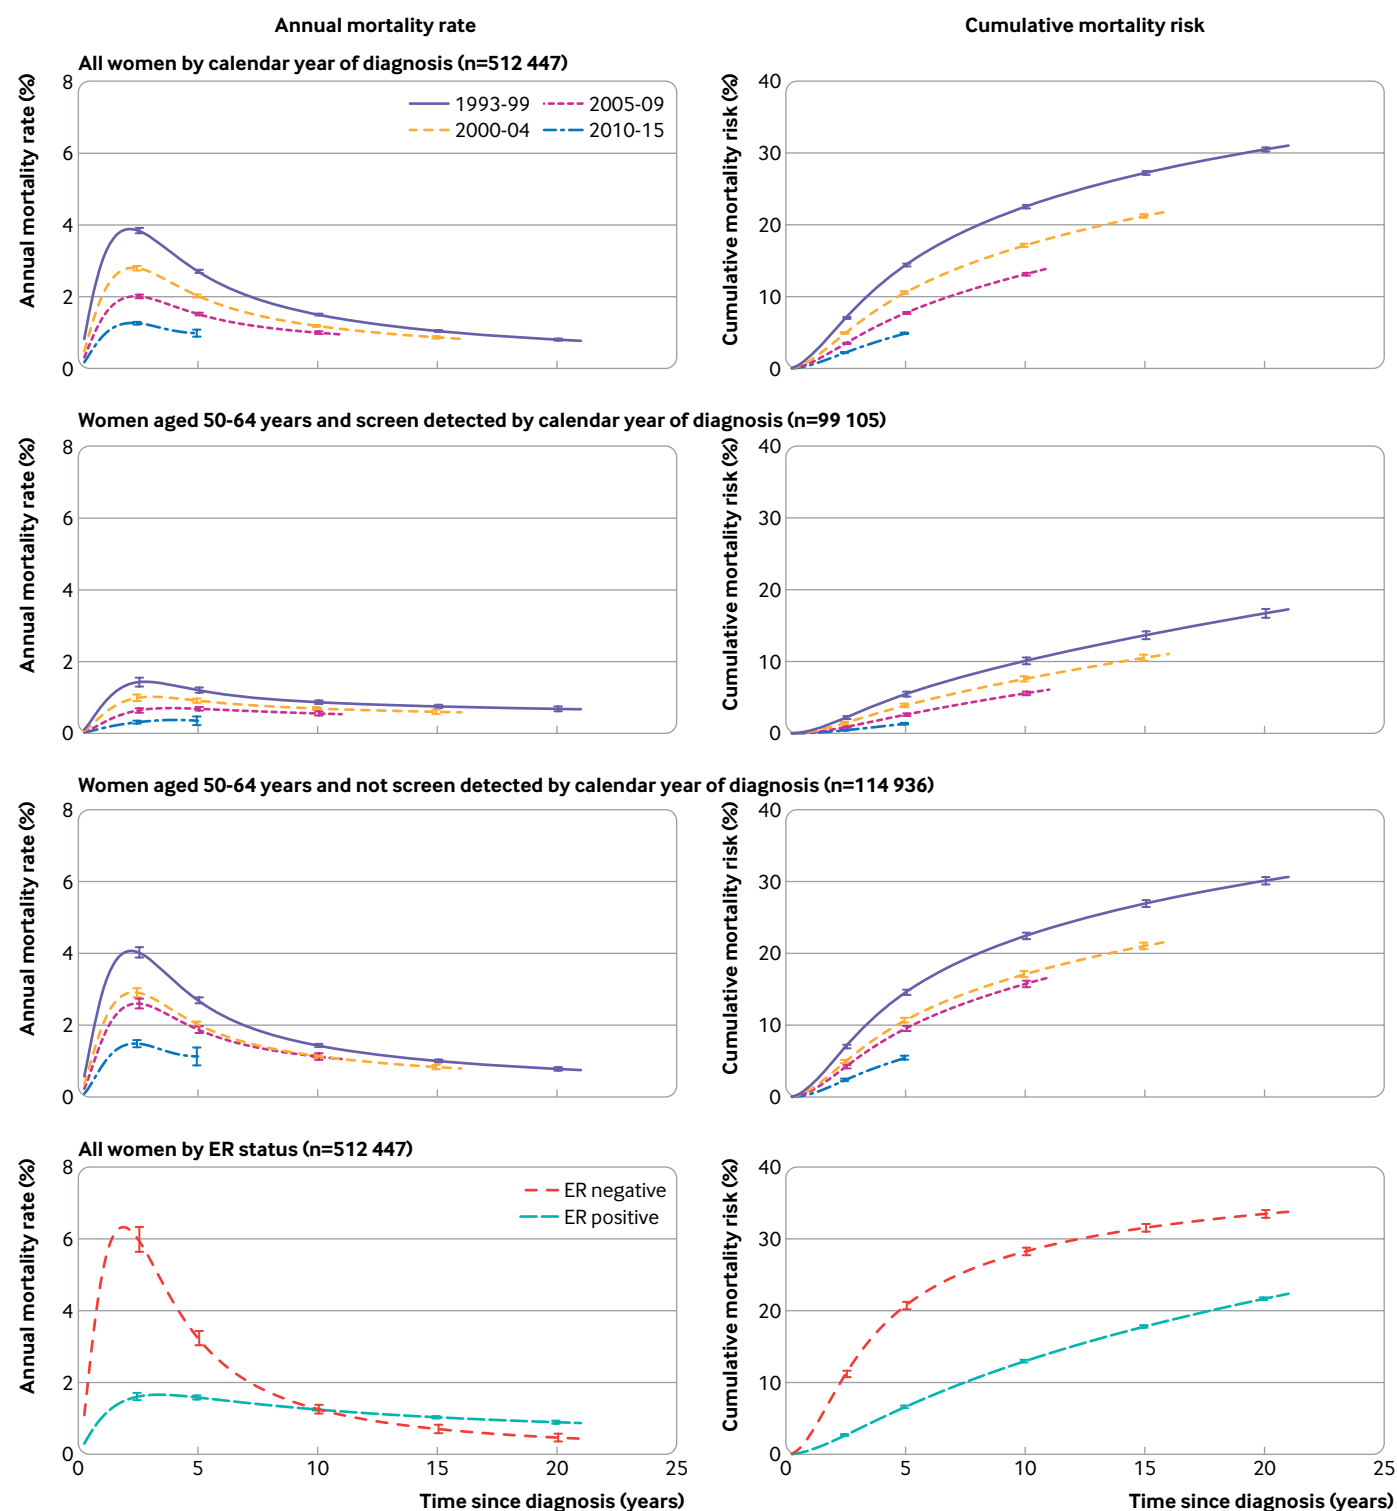 Annual mortality rate
Cumulative mortality risk
All women by calendar year of diagnosis (n=512 447)
Annual mortality rate (%)
8
6
4
2
0
1993-99
2005-09
2000-04
2010-15
Cumulative mortality risk (%)
40
30
20
10
0
Women aged 50-64 years and screen detected by calendar year of diagnosis (n=99 105)
Annual mortality rate (%)
8
6
4
2
0
Cumulative mortality risk (%)
40
30
20
10
0
Women aged 50-64 years and not screen detected by calendar year of diagnosis (n=114 936)
Annual mortality rate (%)
8
6
4
2
0
Cumulative mortality risk (%)
40
30
20
10
0
All women by ER status (n=512 447)
Annual mortality rate (%)
8
6
4
2
0
ER negative
ER positive
0 5 10 15 20 25
Time since diagnosis (years)
Cumulative mortality risk (%)
40
30
20
10
0
0 5 10 15 20 25
Time since diagnosis (years)